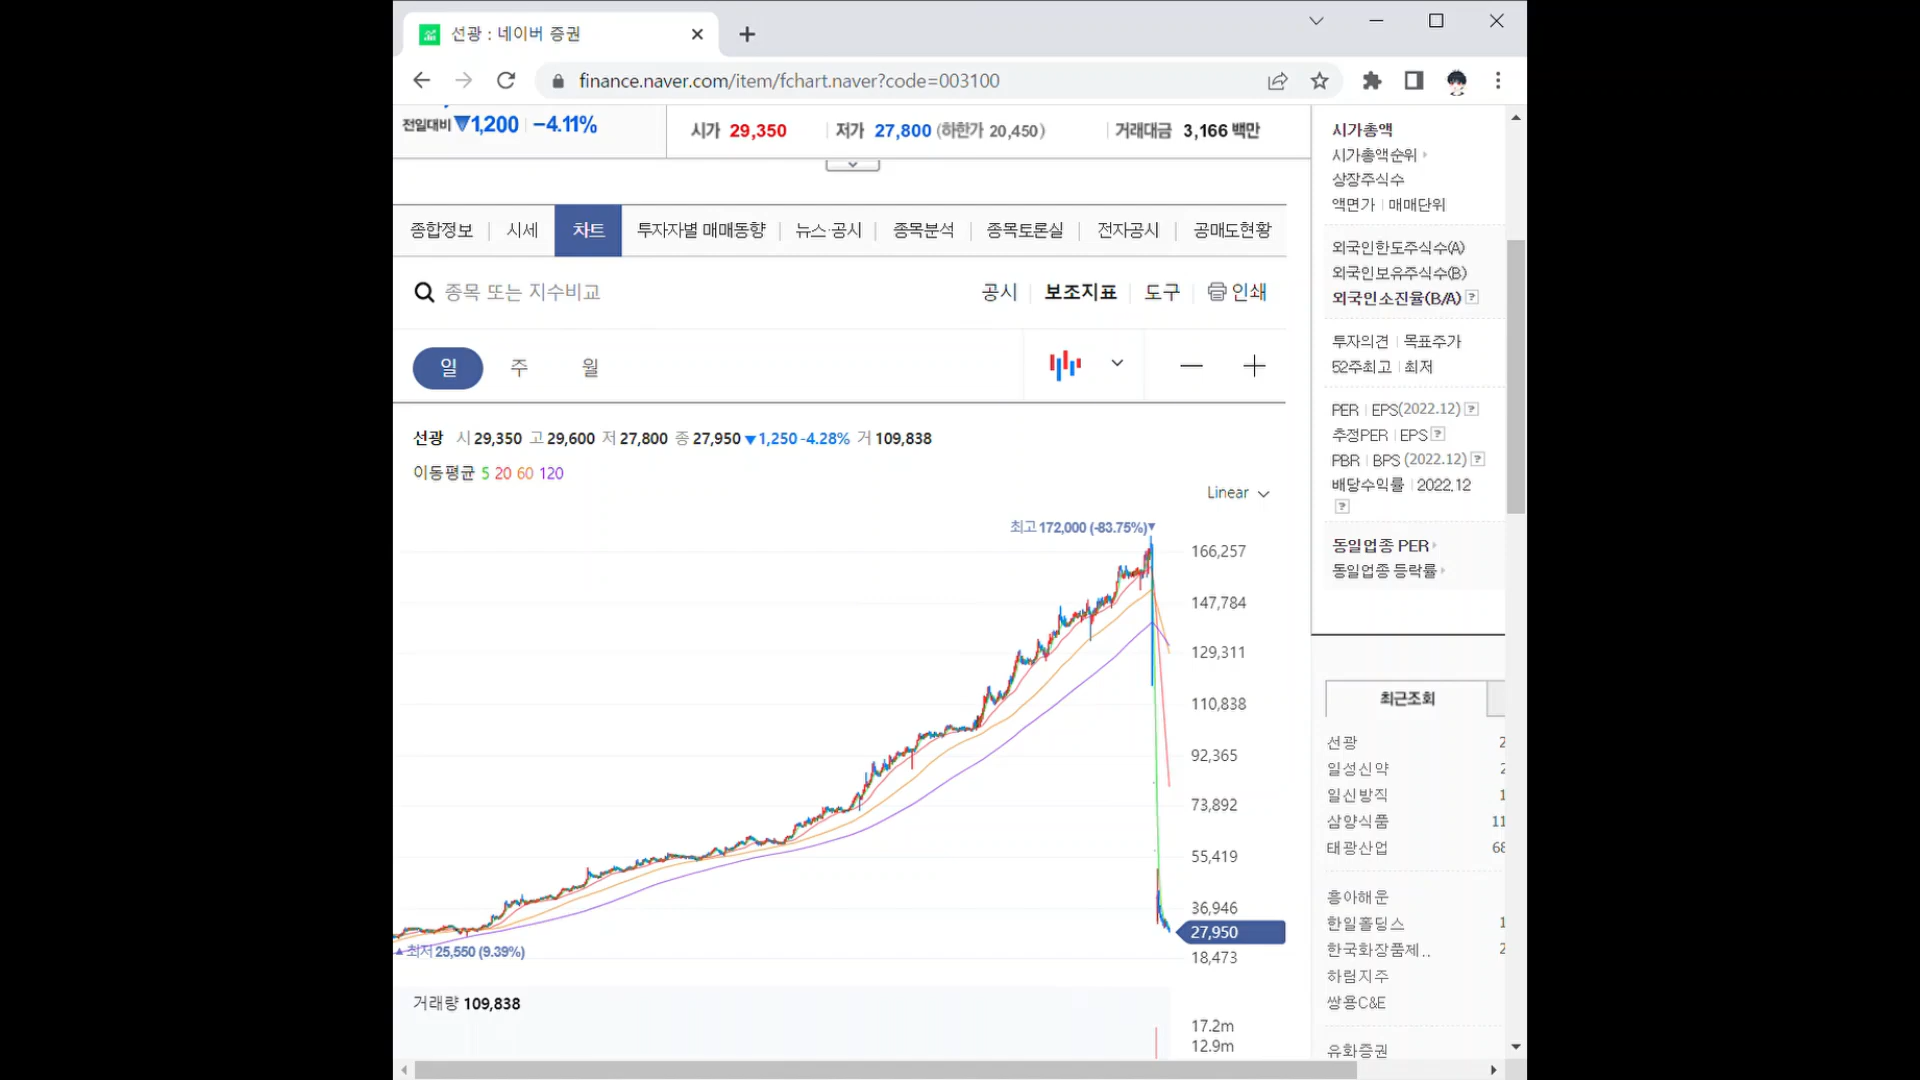 선광 : 네이버 증권
finance.naver.com/item/fchart.naver?code=003100
전일대비 ▼1,200 −4.11%
시가 29,350 저가 27,800 (하한가 20,450) 거래대금 3,166 백만
종합정보 시세 차트 투자자별 매매동향 뉴스·공시 종목분석 종목토론실 전자공시 공매도현황
종목 또는 지수비교 공시 보조지표 도구 인쇄
일 주 월
선광 시 29,350 고 29,600 저 27,800 종 27,950 ▼1,250 -4.28% 거 109,838
이동평균 5 20 60 120
Linear
최고 172,000 (-83.75%)▼
166,257
147,784
129,311
110,838
92,365
73,892
55,419
36,946
27,950
18,473
▲ 최저 25,550 (9.39%)
거래량 109,838
17.2m
12.9m
시가총액
시가총액순위
상장주식수
액면가 매매단위
외국인한도주식수(A)
외국인보유주식수(B)
외국인소진율(B/A) ?
투자의견 목표주가
52주최고 최저
PER EPS(2022.12) ?
추정PER EPS ?
PBR BPS (2022.12) ?
배당수익률 2022.12
?
동일업종 PER
동일업종 등락률
최근조회
선광 2
일성신약 2
일신방직 1
삼양식품 11
태광산업 68
흥아해운
한일홀딩스 1
한국화장품제.. 2
하림지주
쌍용C&E
유화증권